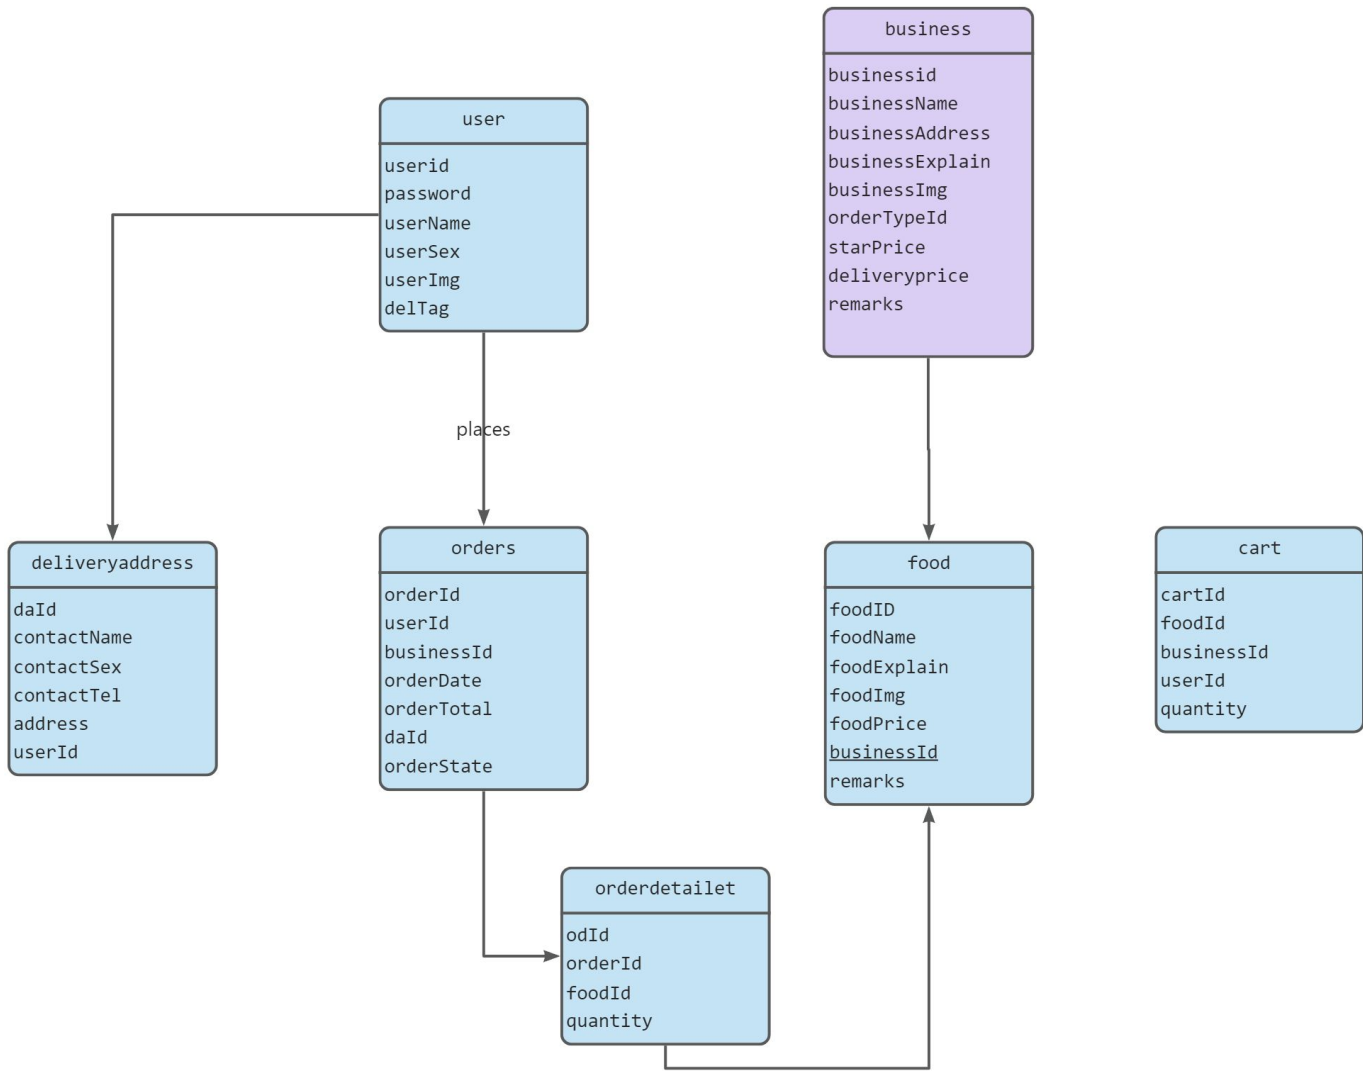 business
businessid
businessName
businessAddress
businessExplain
businessImg
orderTypeId
starPrice
deliveryprice
remarks
user
userid
password
userName
userSex
userImg
delTag
places
deliveryaddress
daId
contactName
contactSex
contactTel
address
userId
orders
orderId
userId
businessId
orderDate
orderTotal
daId
orderState
food
foodID
foodName
foodExplain
foodImg
foodPrice
businessId
remarks
cart
cartId
foodId
businessId
userId
quantity
orderdetailet
odId
orderId
foodId
quantity